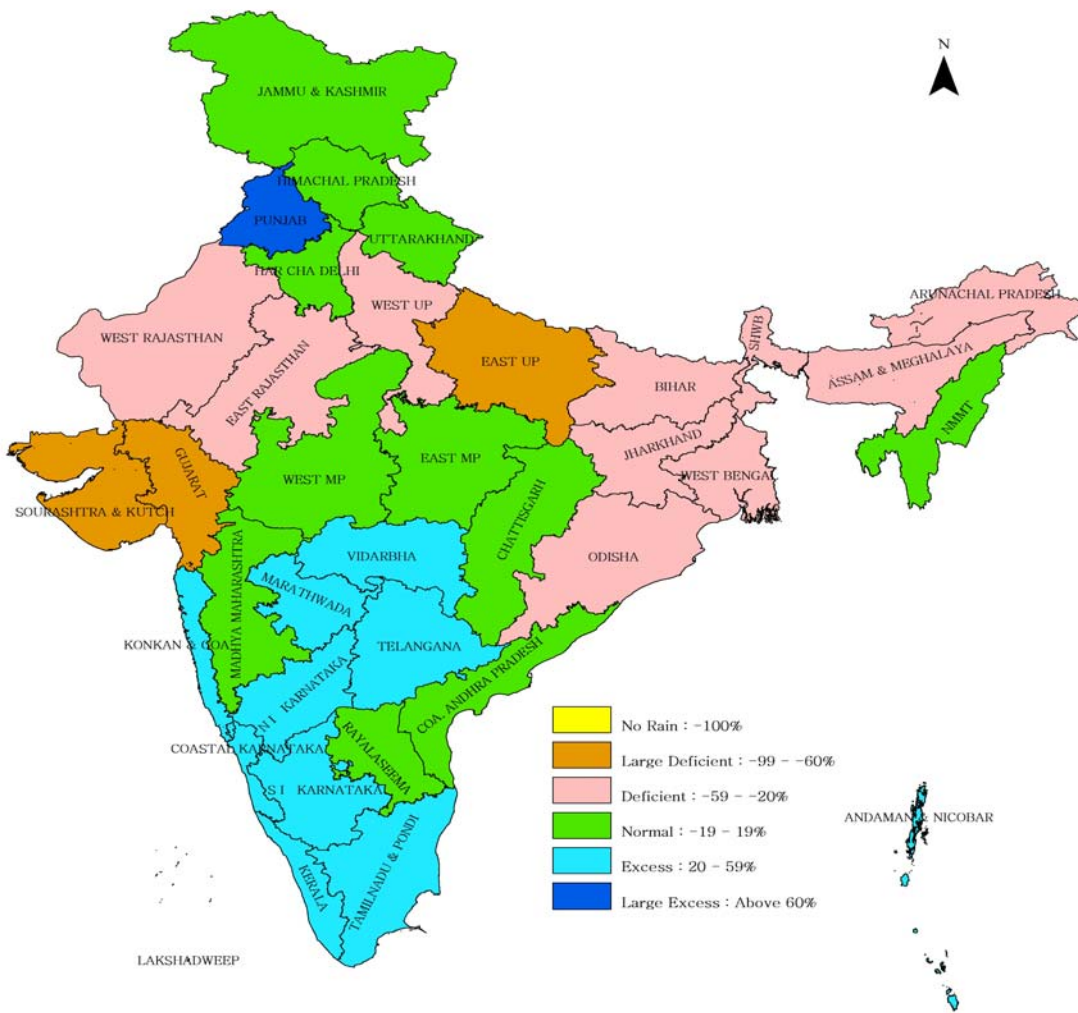 N
JAMMU & KASHMIR
HIMACHAL PRADESH
PUNJAB
UTTARAKHAND
HAR CHA DELHI
WEST UP
ARUNACHAL PRADESH
WEST RAJASTHAN
SHWB
EAST RAJASTHAN
EAST UP
ASSAM & MEGHALAYA
BIHAR
NMMT
JHARKHAND
GUJARAT
EAST MP
WEST MP
WEST BENGAL
SOURASHTRA & KUTCH
CHATTISGARH
VIDARBHA
ODISHA
MADHYA MAHARASHTRA
MARATHWADA
KONKAN & GOA
TELANGANA
N I KARNATAKA
COA. ANDHRA PRADESH
COASTAL KARNATAKA
RAYALASEEMA
S I KARNATAKA
KERALA
TAMILNADU & PONDI
LAKSHADWEEP
ANDAMAN & NICOBAR
No Rain : -100%
Large Deficient : -99 - -60%
Deficient : -59 - -20%
Normal : -19 - 19%
Excess : 20 - 59%
Large Excess : Above 60%